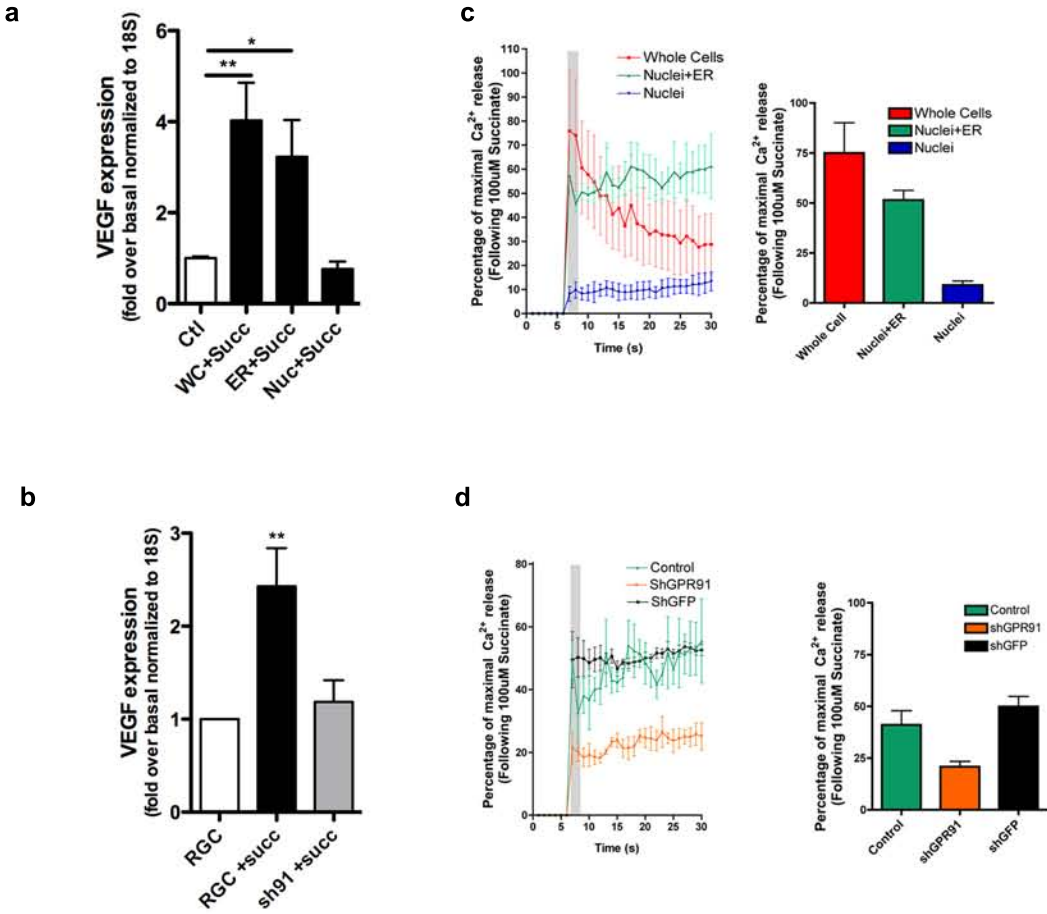 a
VEGF expression
(fold over basal normalized to 18S)
6
4
2
0
*
**
Ctl
WC+Succ
ER+Succ
Nuc+Succ
c
Percentage of maximal Ca2+ release
(Following 100uM Succinate)
110
100
90
80
70
60
50
40
30
20
10
0
0 5 10 15 20 25 30
Time (s)
Whole Cells
Nuclei+ER
Nuclei
Percentage of maximal Ca2+ release
(Following 100uM Succinate)
100
75
50
25
0
Whole Cells
Nuclei+ER
Nuclei
Whole Cell
Nuclei+ER
Nuclei
b
VEGF expression
(fold over basal normalized to 18S)
3
2
1
0
**
RGC
RGC +succ
sh91 +succ
d
Percentage of maximal Ca2+ release
(Following 100uM Succinate)
80
60
40
20
0
0 5 10 15 20 25 30
Time (s)
Control
ShGPR91
ShGFP
Percentage of maximal Ca2+ release
(Following 100uM Succinate)
100
75
50
25
0
Control
shGPR91
shGFP
Control
shGPR91
shGFP